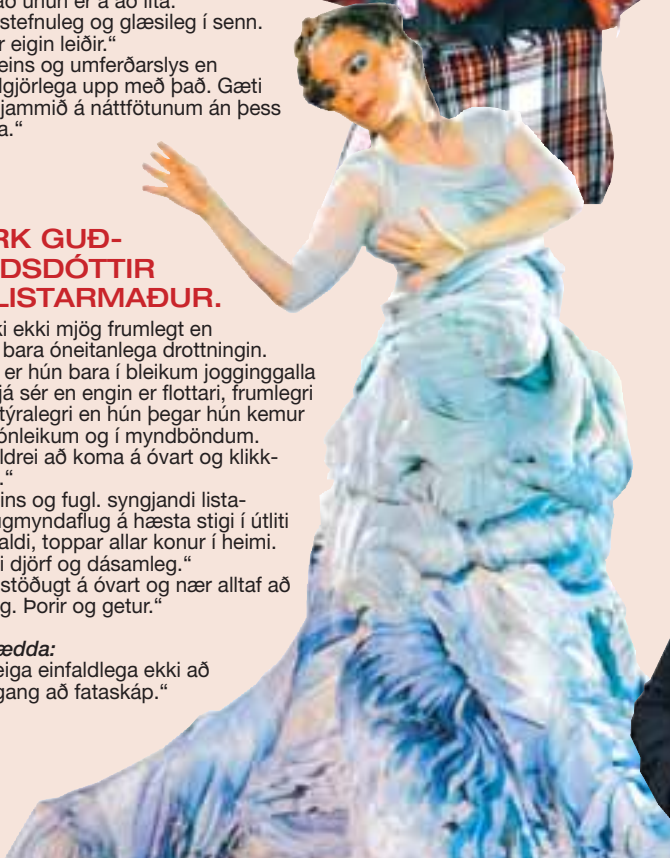 að unun er á að líta.
stefnuleg og glæsileg í senn.
r eigin leiðir.“
eins og umferðarslys en
lgjörlega upp með það. Gæti
jammið á náttfötunum án þess
a.“
RK GUÐ-
DSDÓTTIR
LISTARMAÐUR.
ki ekki mjög frumlegt en
bara óneitanlega drottningin.
er hún bara í bleikum jogginggalla
já sér en engin er flottari, frumlegri
týralegri en hún þegar hún kemur
ónleikum og í myndböndum.
ldrei að koma á óvart og klikk-
.“
ins og fugl. syngjandi lista-
ugmyndaflug á hæsta stigi í útliti
aldi, toppar allar konur í heimi.
i djörf og dásamleg.“
stöðugt á óvart og nær alltaf að
g. Þorir og getur.“
ædda:
eiga einfaldlega ekki að
gang að fataskáp.“